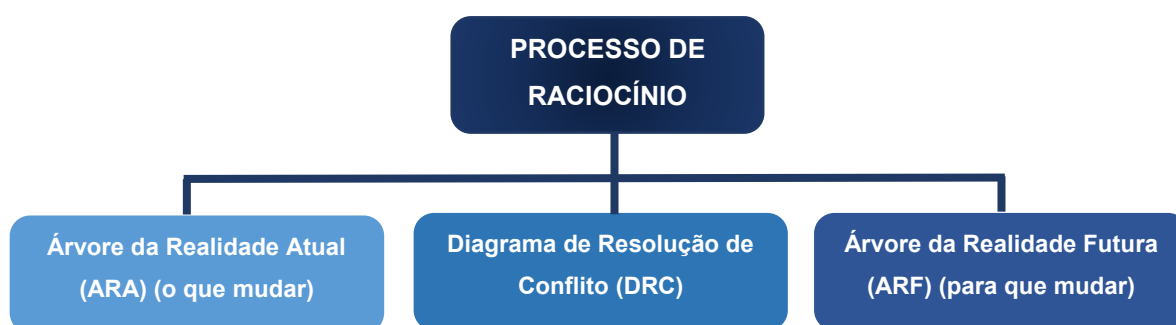 PROCESSO DE
RACIOCÍNIO
Árvore da Realidade Atual
(ARA) (o que mudar)
Diagrama de Resolução de
Conflito (DRC)
Árvore da Realidade Futura
(ARF) (para que mudar)